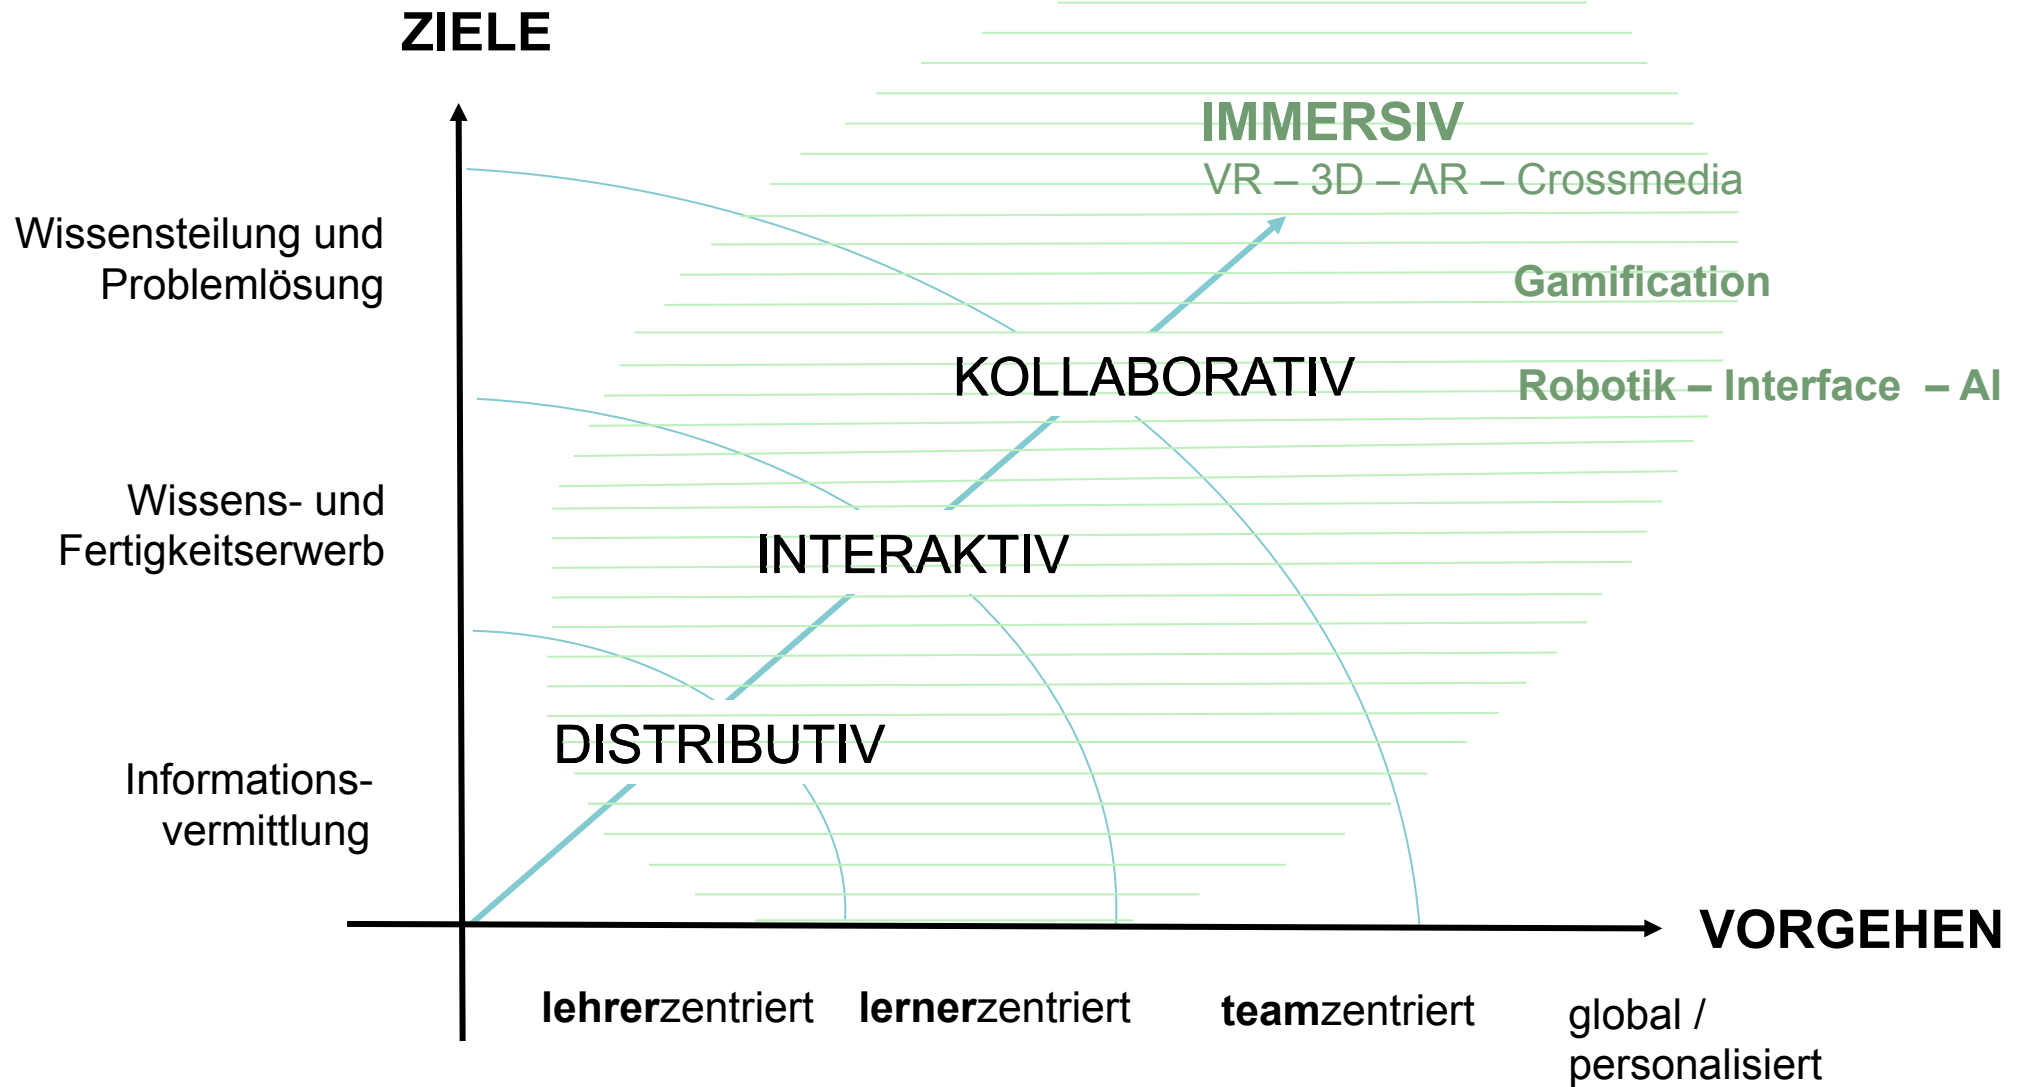 ZIELE
IMMERSIV
VR – 3D – AR – Crossmedia
Wissensteilung und
Problemlösung
Gamification
KOLLABORATIV
Robotik – Interface – AI
Wissens- und
Fertigkeitserwerb
INTERAKTIV
DISTRIBUTIV
Informations-
vermittlung
VORGEHEN
lehrerzentriert
lernerzentriert
teamzentriert
global /
personalisiert